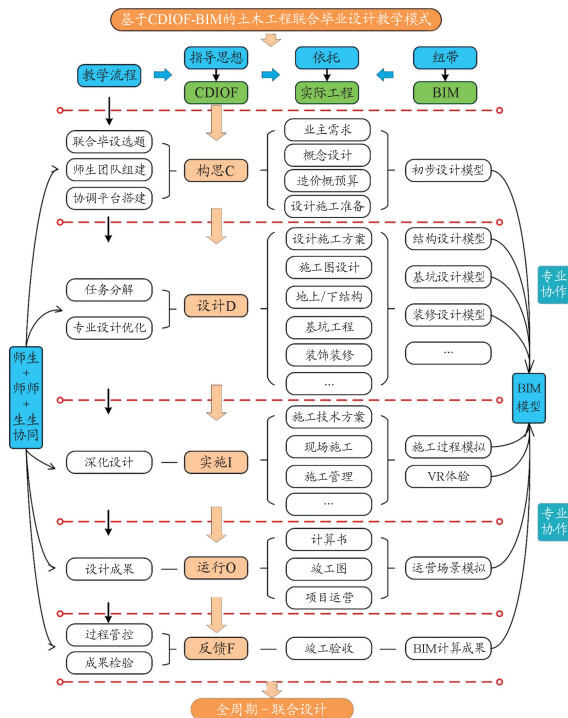 基于CDIOF-BIM的土木工程联合毕业设计教学模式
教学流程
指导思想
依托
纽带
CDIOF
实际工程
BIM
联合毕设选题
师生团队组建
协调平台搭建
构思C
业主需求
概念设计
造价概预算
设计施工准备
初步设计模型
任务分解
专业设计优化
设计D
设计施工方案
施工图设计
地上/下结构
基坑工程
装饰装修
…
结构设计模型
基坑设计模型
装修设计模型
…
专业
协作
师生
+
师师
+
生生
协同
BIM
模型
深化设计
实施I
施工技术方案
现场施工
施工管理
…
施工过程模拟
VR体验
专业
协作
设计成果
运行O
计算书
竣工图
项目运营
运营场景模拟
过程管控
成果检验
反馈F
竣工验收
BIM计算成果
全周期-联合设计